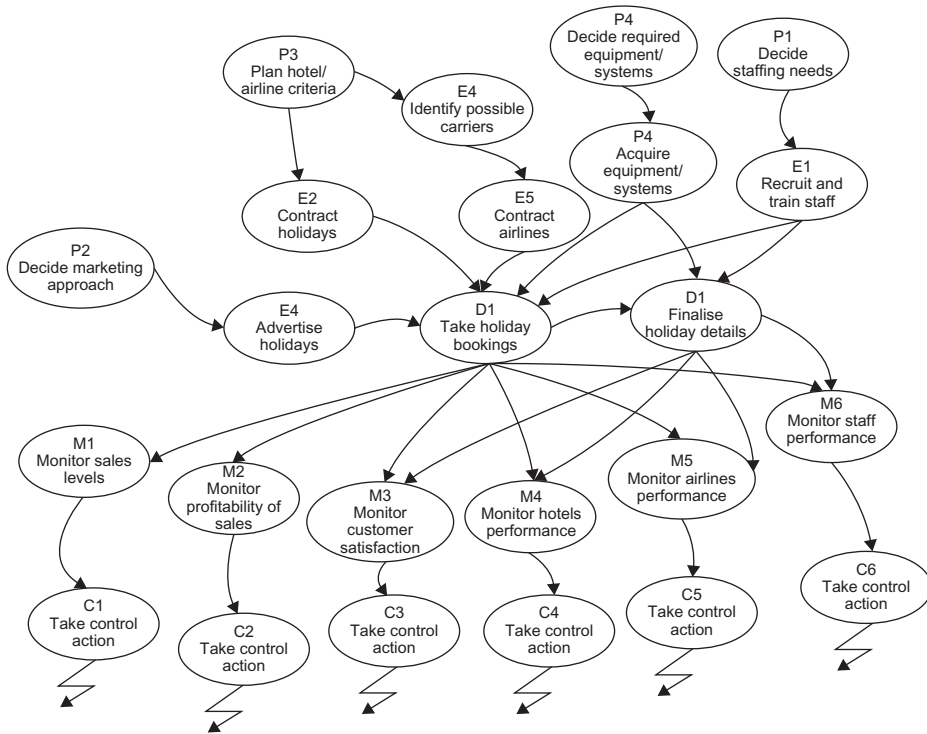 P3
Plan hotel/
airline criteria
P4
Decide required
equipment/
systems
P1
Decide
staffing needs
E4
Identify possible
carriers
P4
Acquire
equipment/
systems
E1
Recruit and
train staff
E2
Contract
holidays
E5
Contract
airlines
P2
Decide marketing
approach
E4
Advertise
holidays
D1
Take holiday
bookings
D1
Finalise
holiday details
M1
Monitor sales
levels
M2
Monitor
profitability of
sales
M3
Monitor
customer
satisfaction
M4
Monitor hotels
performance
M5
Monitor airlines
performance
M6
Monitor staff
performance
C1
Take control
action
C2
Take control
action
C3
Take control
action
C4
Take control
action
C5
Take control
action
C6
Take control
action